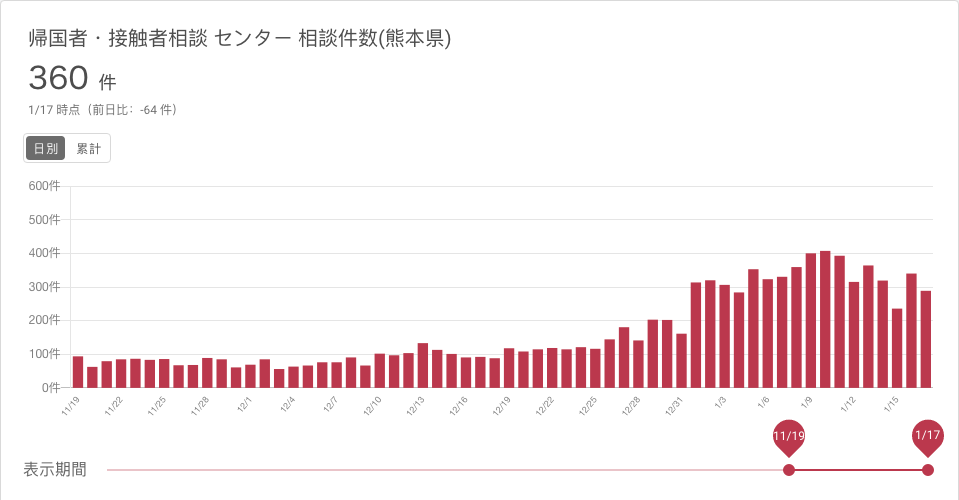 帰国者・接触者相談 センター 相談件数(熊本県)
360 件
1/17 時点（前日比：-64 件）
日別 累計
600件
500件
400件
300件
200件
100件
0件
11/19 11/22 11/25 11/28 12/1 12/4 12/7 12/10 12/13 12/16 12/19 12/22 12/25 12/28 12/31 1/3 1/6 1/9 1/12 1/15
11/19 1/17
表示期間